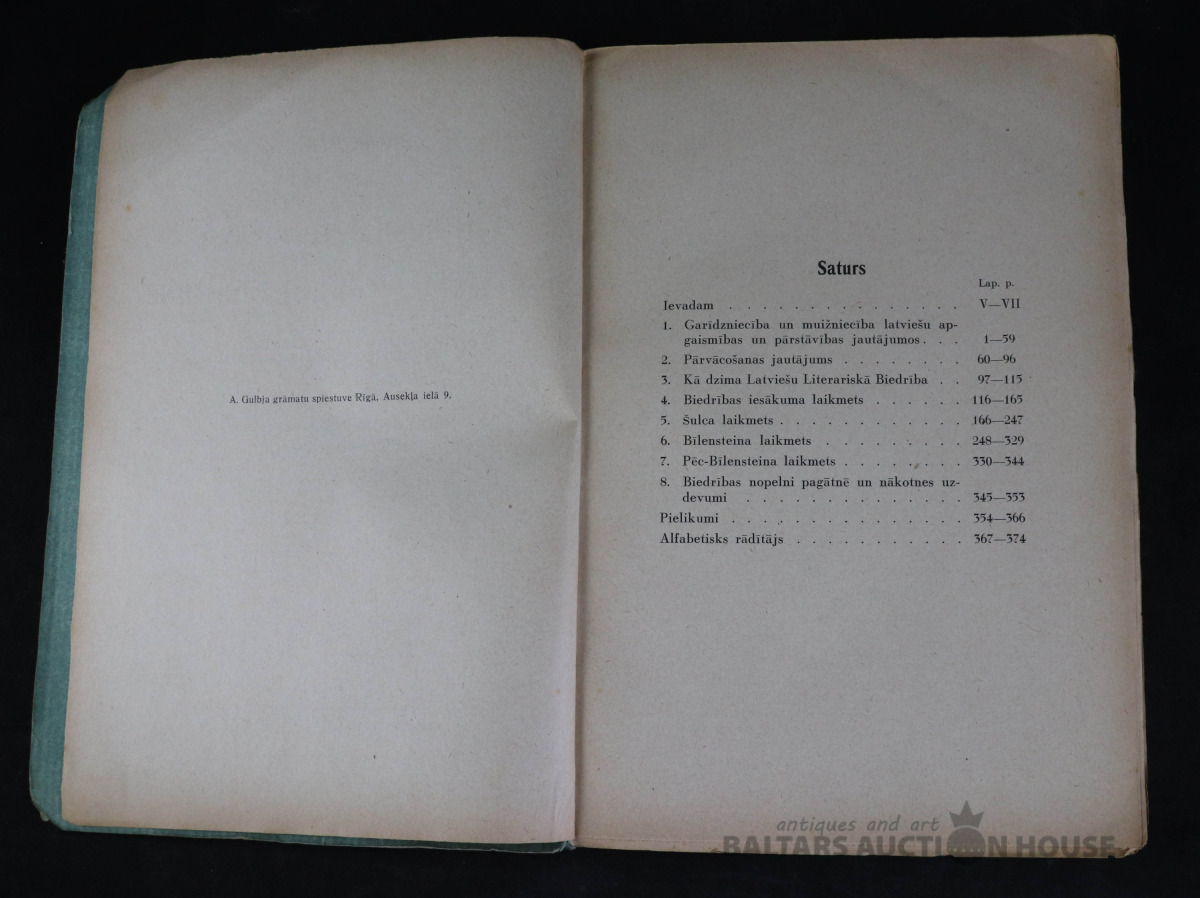 A. Gulbja grāmatu spiestuve Rīgā, Ausekļa ielā 9.
Saturs
Lap. p.
Ievadam . . . . . . . . . . . . . . . V—VII
1. Garīdzniecība un muižniecība latviešu ap-
gaismības un pārstāvības jautājumos . . . 1—59
2. Pārvācošanas jautājums . . . . . . . . 60—96
3. Kā dzima Latviešu Literariskā Biedrība . . 97—115
4. Biedrības iesākuma laikmets . . . . . . 116—165
5. Šulca laikmets . . . . . . . . . . . . 166—247
6. Bīlensteina laikmets . . . . . . . . . 248—329
7. Pēc-Bīlensteina laikmets . . . . . . . . 330—344
8. Biedrības nopelni pagātnē un nākotnes uz-
devumi . . . . . . . . . . . . . . 345—353
Pielikumi . . . . . . . . . . . . . . . 354—366
Alfabetisks rādītājs . . . . . . . . . . . 367—374
antiques and art
BALTARS AUCTION HOUSE